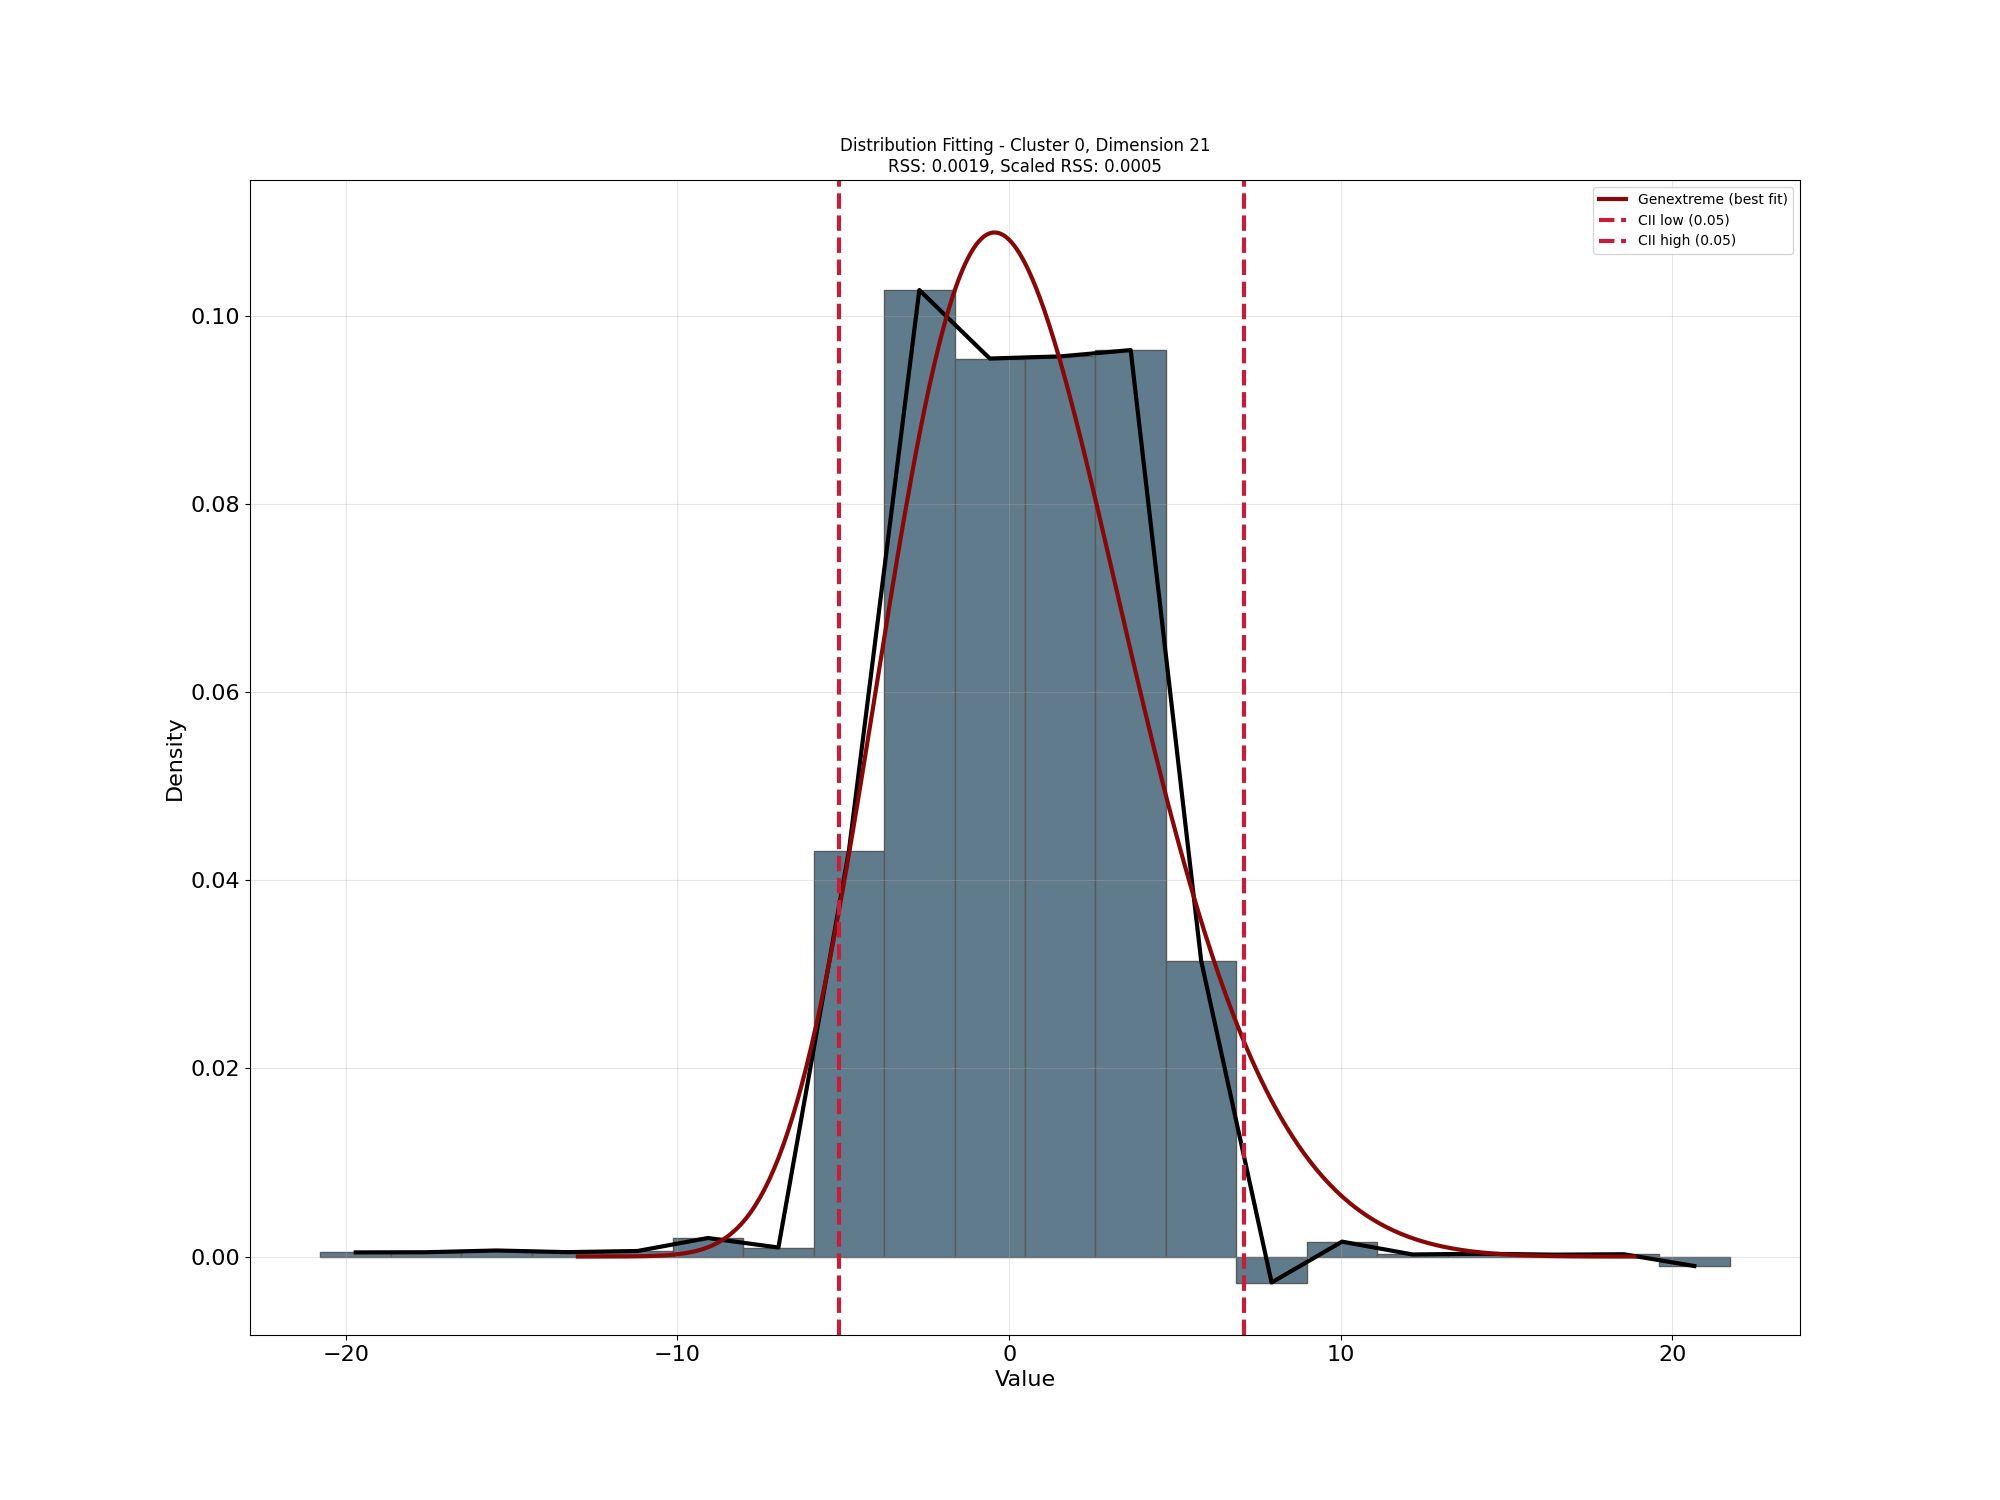 Distribution Fitting - Cluster 0, Dimension 21
RSS: 0.0019, Scaled RSS: 0.0005
Genextreme (best fit)
CII low (0.05)
CII high (0.05)
0.10
0.08
0.06
0.04
0.02
0.00
Density
−20
−10
0
10
20
Value